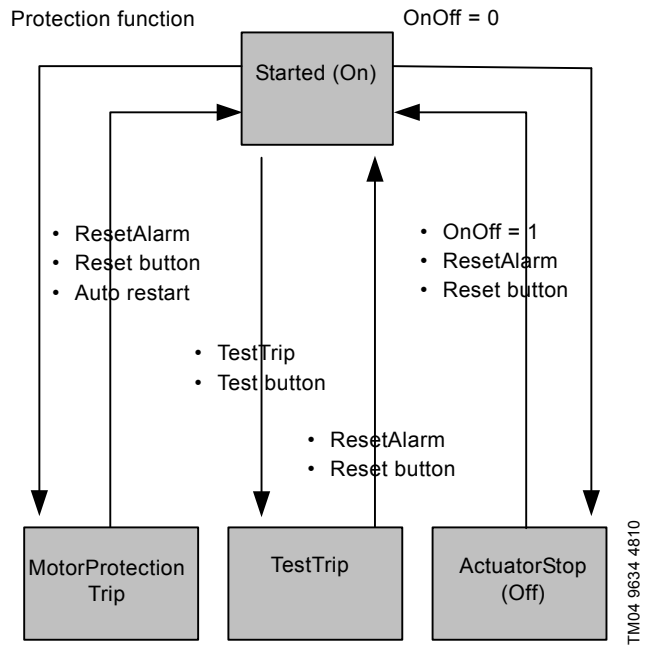 Protection function
OnOff = 0
Started (On)
• ResetAlarm
• Reset button
• Auto restart
• OnOff = 1
• ResetAlarm
• Reset button
• TestTrip
• Test button
• ResetAlarm
• Reset button
MotorProtection
Trip
TestTrip
ActuatorStop
(Off)
TM04 9634 4810